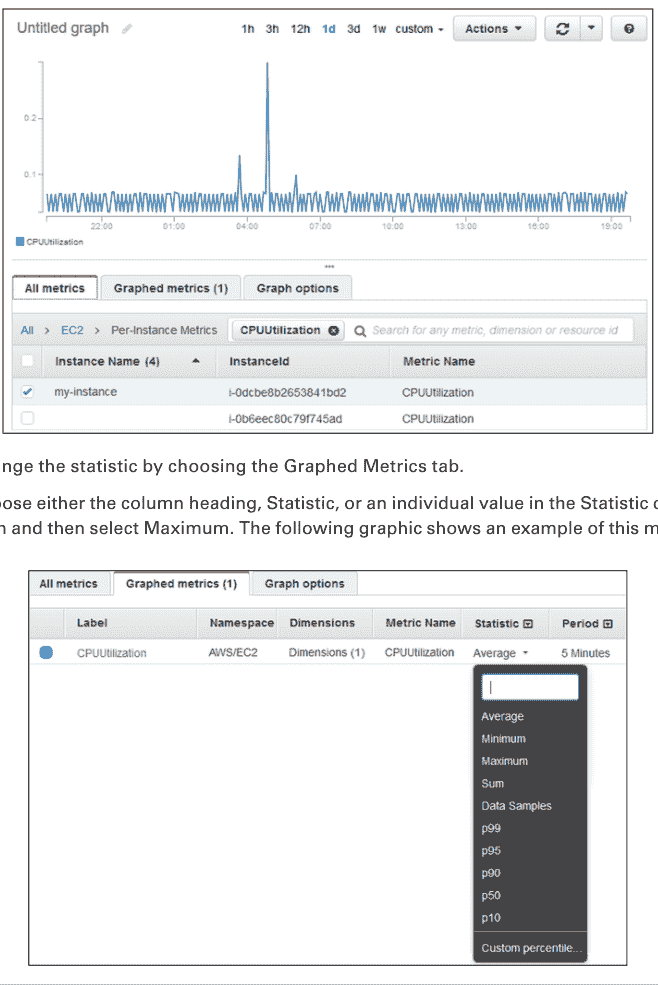 Untitled graph 1h 3h 12h 1d 3d 1w custom Actions
0.2
0.1
22:00 01:00 04:00 07:00 10:00 13:00 16:00 19:00
CPUUtilization
All metrics Graphed metrics (1) Graph options
All > EC2 > Per-Instance Metrics CPUUtilization Search for any metric, dimension or resource id
Instance Name (4) InstanceId Metric Name
my-instance i-0dcbe8b2653841bd2 CPUUtilization
i-0b6eec80c79f745ad CPUUtilization
nge the statistic by choosing the Graphed Metrics tab.
ose either the column heading, Statistic, or an individual value in the Statistic
and then select Maximum. The following graphic shows an example of this
All metrics Graphed metrics (1) Graph options
Label Namespace Dimensions Metric Name Statistic Period
CPUUtilization AWS/EC2 Dimensions (1) CPUUtilization Average 5 Minutes
Average
Minimum
Maximum
Sum
Data Samples
p99
p95
p90
p50
p10
Custom percentile...